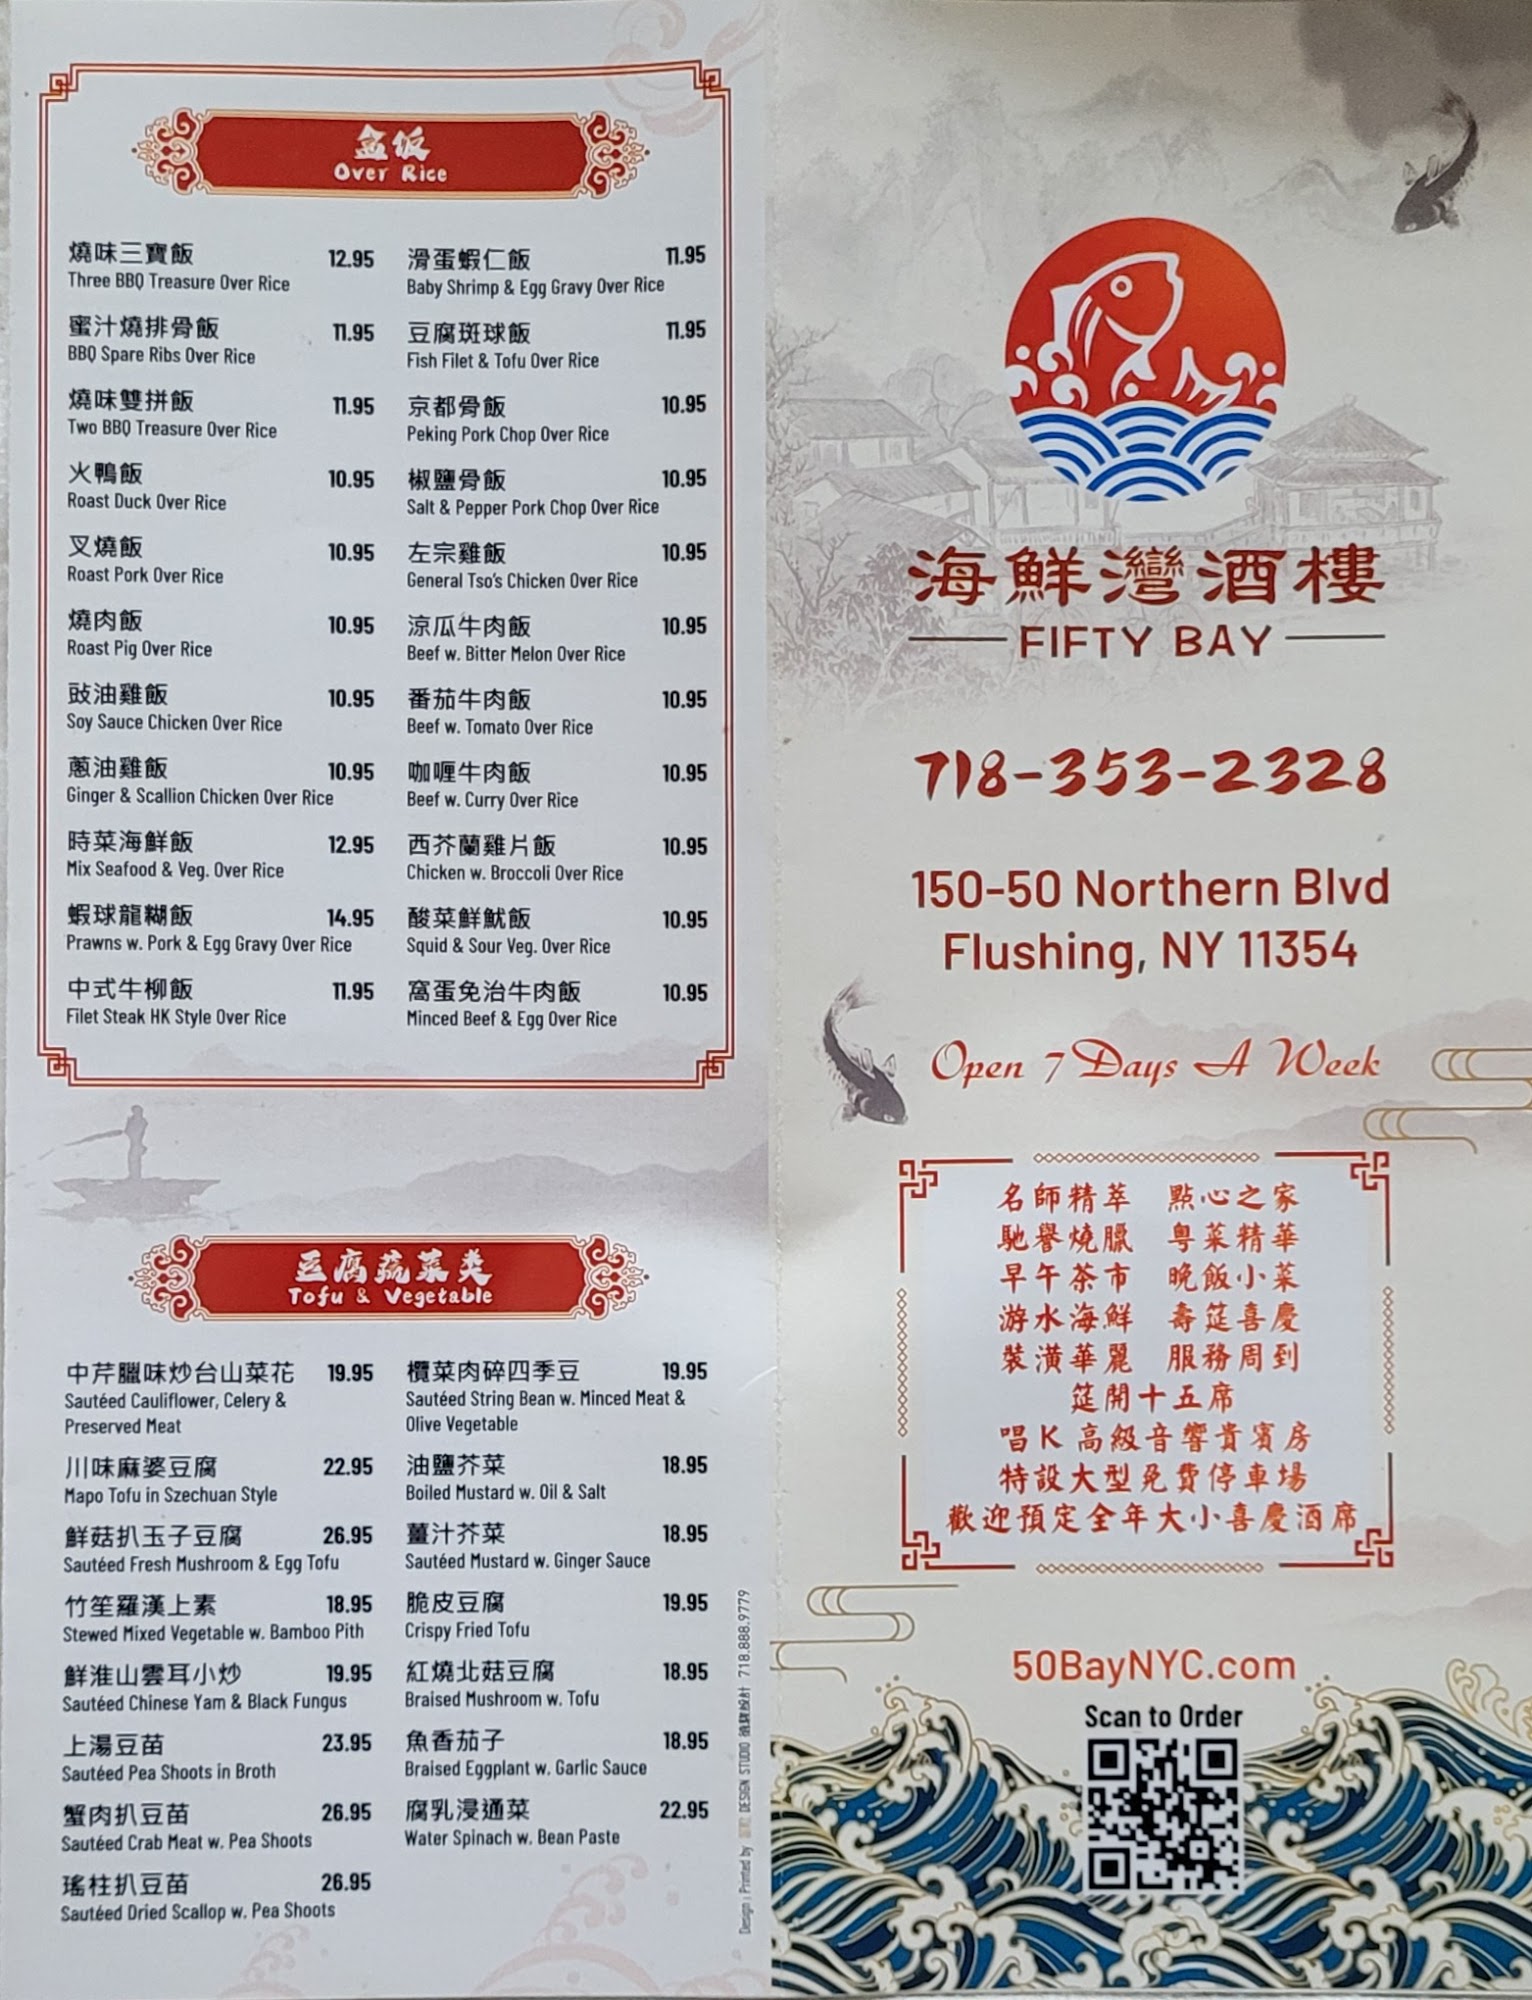 盒饭
Over Rice
燒味三寶飯 12.95
Three BBQ Treasure Over Rice
蜜汁燒排骨飯 11.95
BBQ Spare Ribs Over Rice
燒味雙拼飯 11.95
Two BBQ Treasure Over Rice
火鴨飯 10.95
Roast Duck Over Rice
叉燒飯 10.95
Roast Pork Over Rice
燒肉飯 10.95
Roast Pig Over Rice
豉油雞飯 10.95
Soy Sauce Chicken Over Rice
蔥油雞飯 10.95
Ginger & Scallion Chicken Over Rice
時菜海鮮飯 12.95
Mix Seafood & Veg. Over Rice
蝦球龍糊飯 14.95
Prawns w. Pork & Egg Gravy Over Rice
中式牛柳飯 11.95
Filet Steak HK Style Over Rice
滑蛋蝦仁飯 11.95
Baby Shrimp & Egg Gravy Over Rice
豆腐斑球飯 11.95
Fish Filet & Tofu Over Rice
京都骨飯 10.95
Peking Pork Chop Over Rice
椒鹽骨飯 10.95
Salt & Pepper Pork Chop Over Rice
左宗雞飯 10.95
General Tso's Chicken Over Rice
涼瓜牛肉飯 10.95
Beef w. Bitter Melon Over Rice
番茄牛肉飯 10.95
Beef w. Tomato Over Rice
咖喱牛肉飯 10.95
Beef w. Curry Over Rice
西芥蘭雞片飯 10.95
Chicken w. Broccoli Over Rice
酸菜鮮魷飯 10.95
Squid & Sour Veg. Over Rice
窩蛋免治牛肉飯 10.95
Minced Beef & Egg Over Rice
豆腐蔬菜类
Tofu & Vegetable
中芹臘味炒台山菜花 19.95
Sautéed Cauliflower, Celery &
Preserved Meat
川味麻婆豆腐 22.95
Mapo Tofu in Szechuan Style
鮮菇扒玉子豆腐 26.95
Sautéed Fresh Mushroom & Egg Tofu
竹笙羅漢上素 18.95
Stewed Mixed Vegetable w. Bamboo Pith
鮮淮山雲耳小炒 19.95
Sautéed Chinese Yam & Black Fungus
上湯豆苗 23.95
Sautéed Pea Shoots in Broth
蟹肉扒豆苗 26.95
Sautéed Crab Meat w. Pea Shoots
瑤柱扒豆苗 26.95
Sautéed Dried Scallop w. Pea Shoots
欖菜肉碎四季豆 19.95
Sautéed String Bean w. Minced Meat &
Olive Vegetable
油鹽芥菜 18.95
Boiled Mustard w. Oil & Salt
薑汁芥菜 18.95
Sautéed Mustard w. Ginger Sauce
脆皮豆腐 19.95
Crispy Fried Tofu
紅燒北菇豆腐 18.95
Braised Mushroom w. Tofu
魚香茄子 18.95
Braised Eggplant w. Garlic Sauce
腐乳浸通菜 22.95
Water Spinach w. Bean Paste
Design | Printed by DESIGN STUDIO 718.888.9779
海鮮灣酒樓
FIFTY BAY
718-353-2328
150-50 Northern Blvd
Flushing, NY 11354
Open 7 Days A Week
名師精萃 點心之家
馳譽燒臘 粤菜精華
早午茶市 晚飯小菜
游水海鮮 壽筵喜慶
裝潢華麗 服務周到
筵開十五席
唱K高級音響貴賓房
特設大型免費停車場
歡迎預定全年大小喜慶酒席
50BayNYC.com
Scan to Order